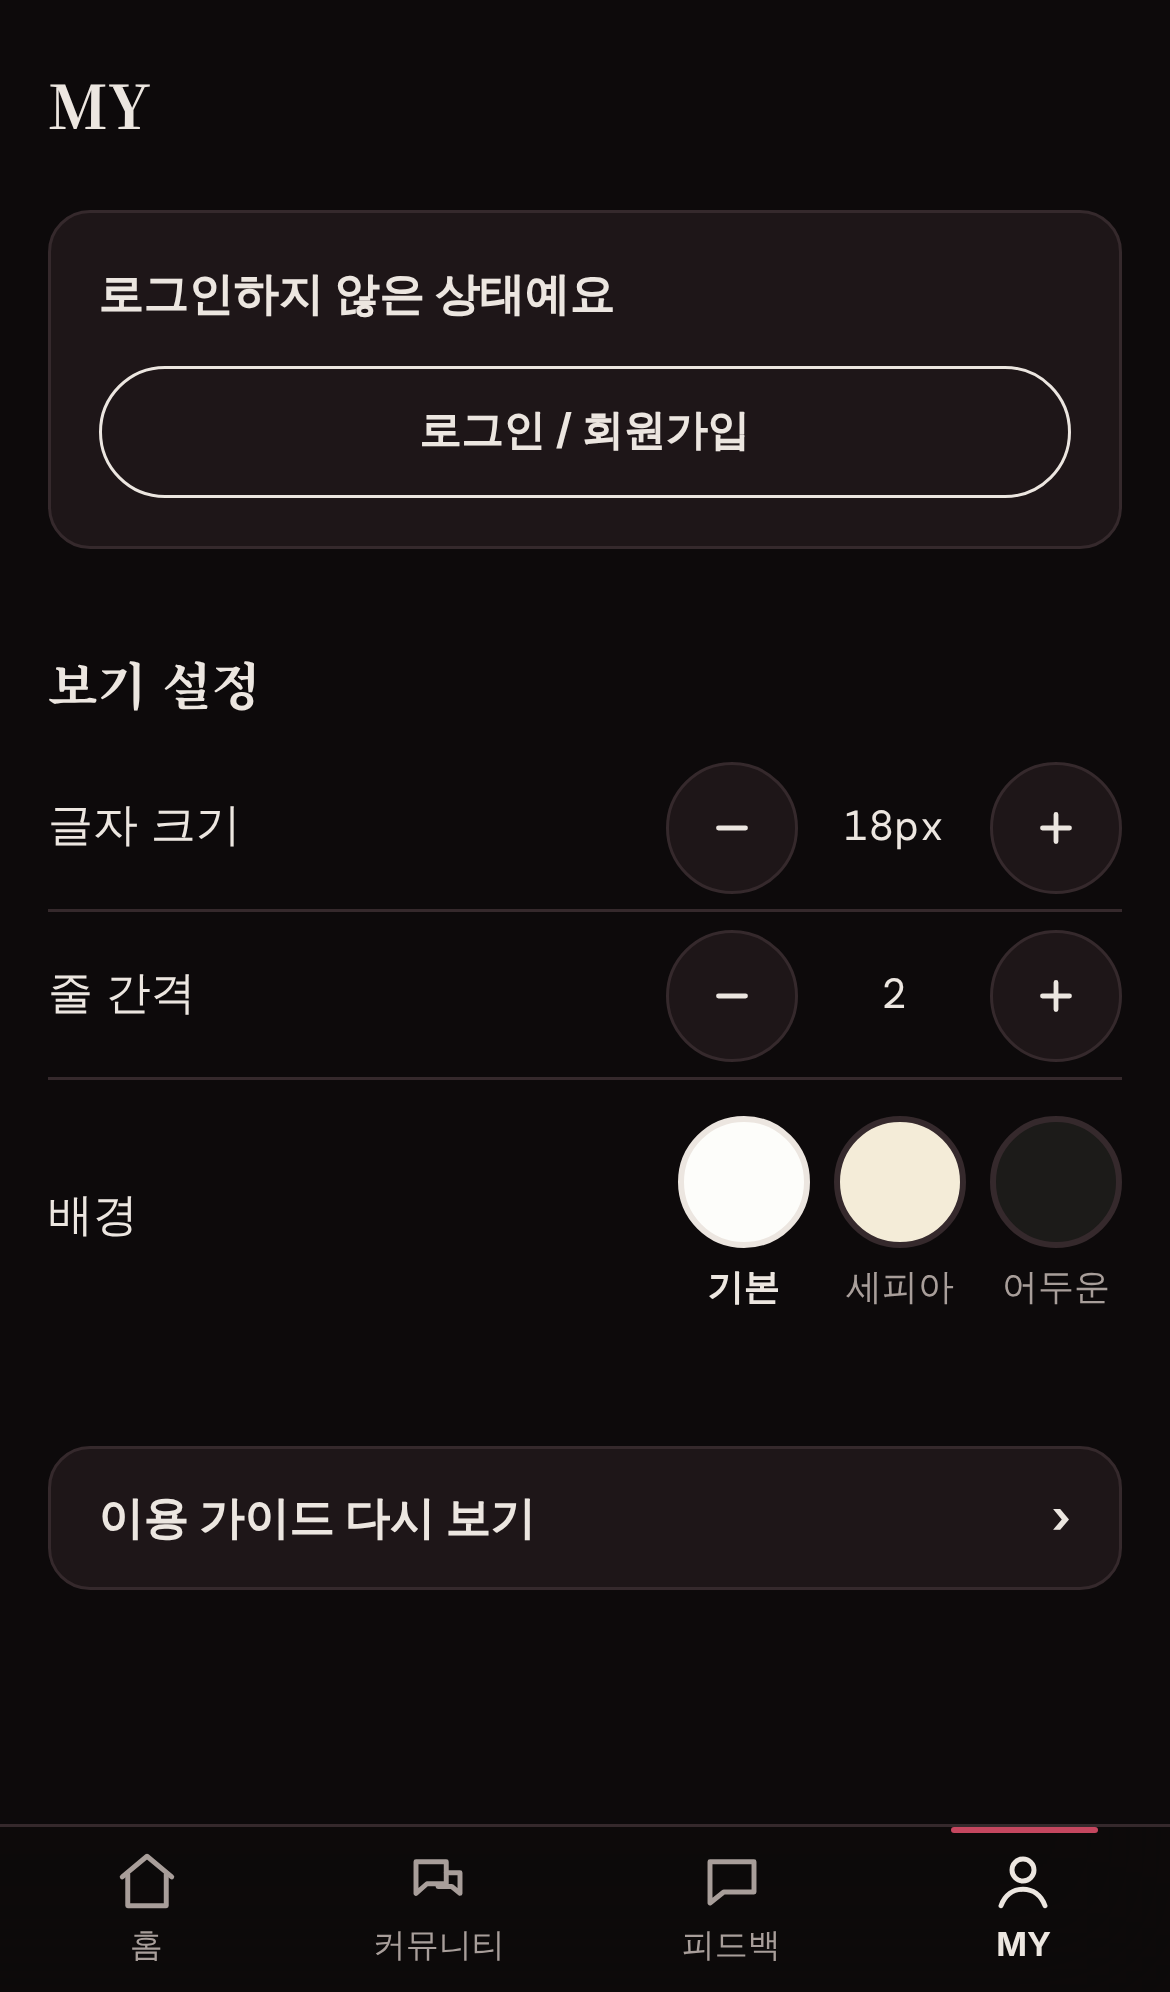 MY
로그인하지 않은 상태예요
로그인 / 회원가입
보기 설정
글자 크기
− 18px +
줄 간격
− 2 +
배경
기본 세피아 어두운
이용 가이드 다시 보기 ›
홈 커뮤니티 피드백 MY